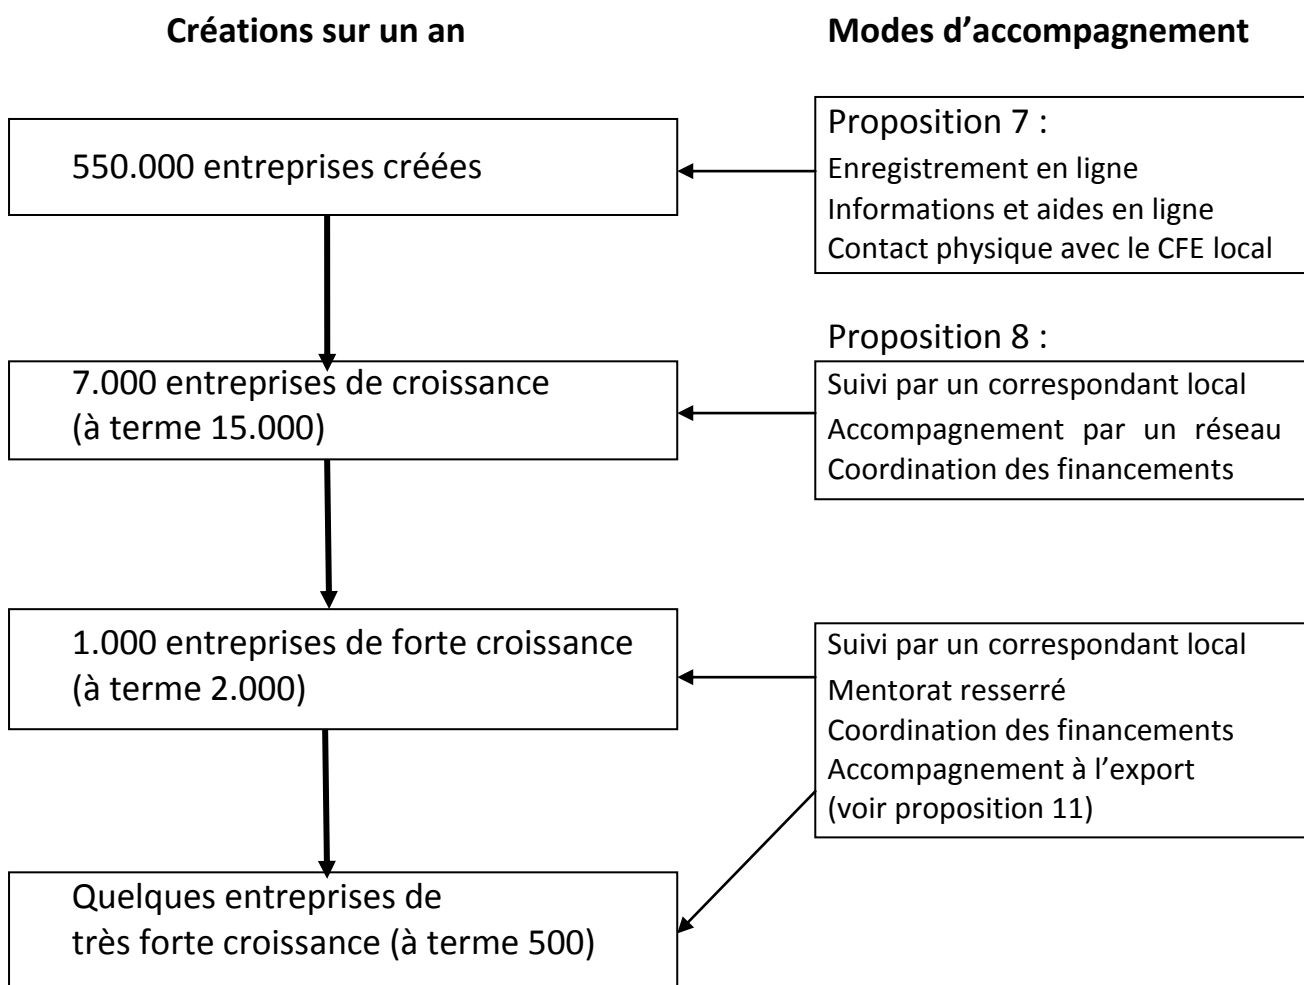 Créations sur un an
Modes d’accompagnement
550.000 entreprises créées
Proposition 7 :
Enregistrement en ligne
Informations et aides en ligne
Contact physique avec le CFE local
Proposition 8 :
7.000 entreprises de croissance
(à terme 15.000)
Suivi par un correspondant local
Accompagnement par un réseau
Coordination des financements
1.000 entreprises de forte croissance
(à terme 2.000)
Suivi par un correspondant local
Mentorat resserré
Coordination des financements
Accompagnement à l’export
(voir proposition 11)
Quelques entreprises de
très forte croissance (à terme 500)